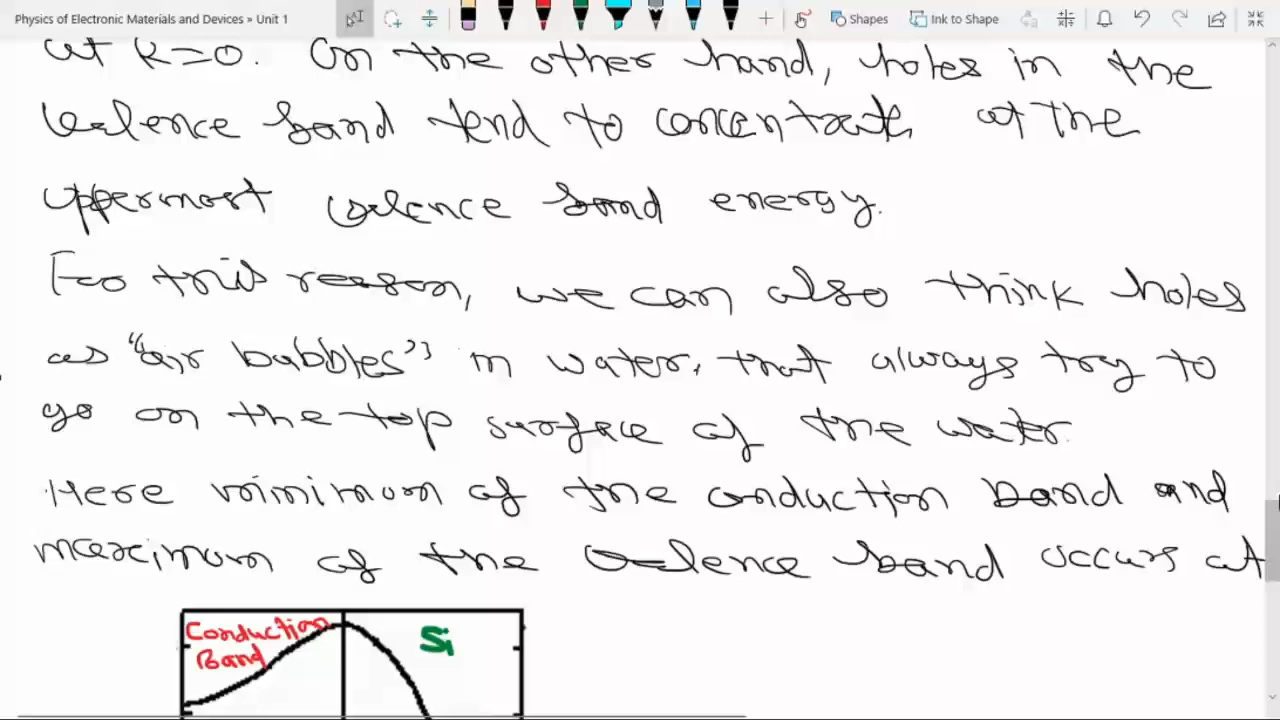 Physics of Electronic Materials and Devices » Unit 1
Shapes
Ink to Shape
at k=0. On the other hand, holes in the
valence band tend to concentrate at the
uppermost valence band energy.
For this reason, we can also think holes
as "air bubbles" in water, that always try to
go on the top surface of the water.
Here minimum of the conduction band and
maximum of the valence band occurs at
Conduction
Band
Si